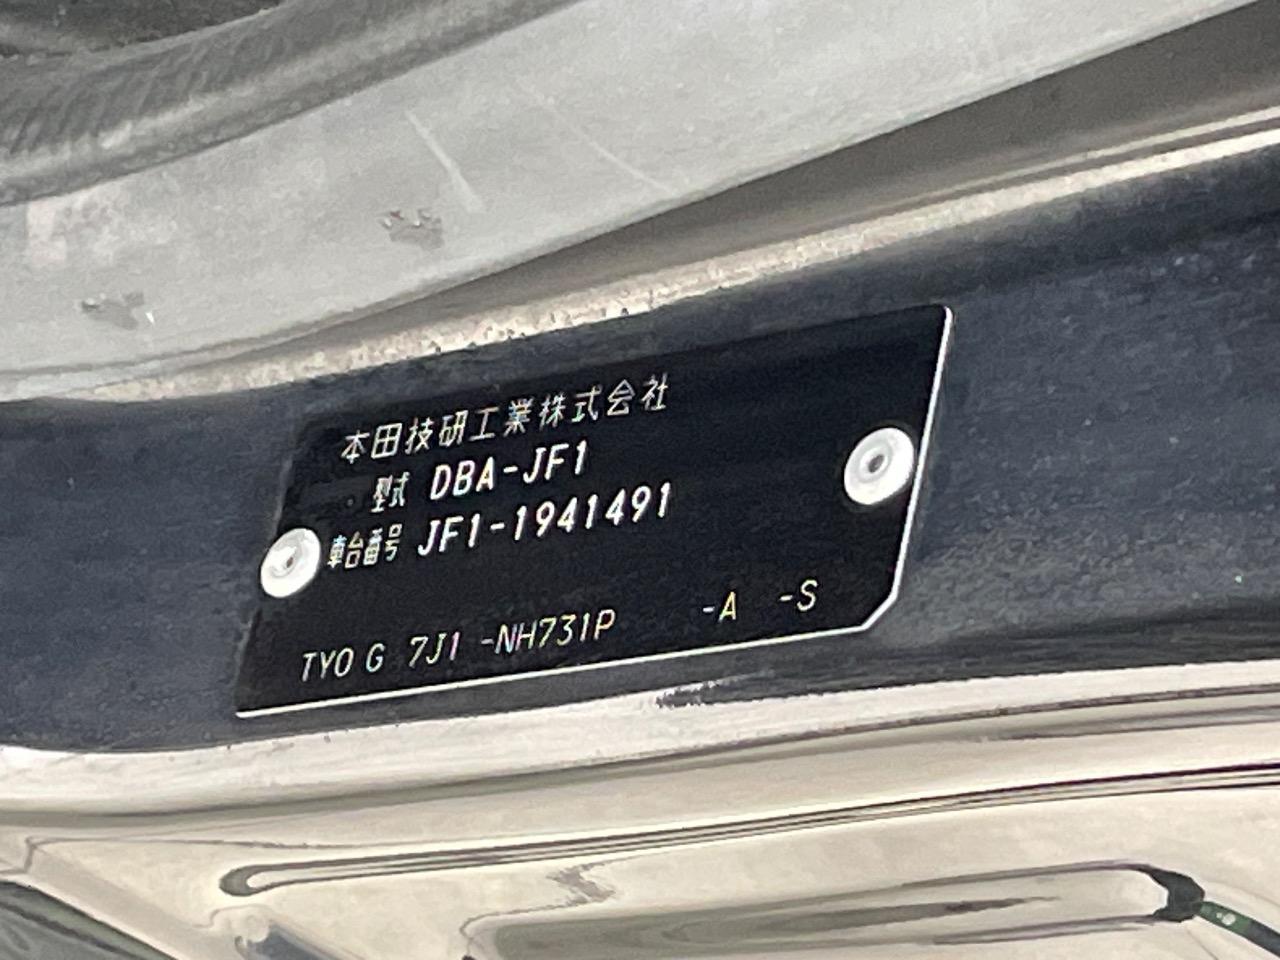 本田技研工業株式会社
型式 DBA-JF1
車台番号 JF1-1941491
TYO G 7J1 -NH731P -A -S